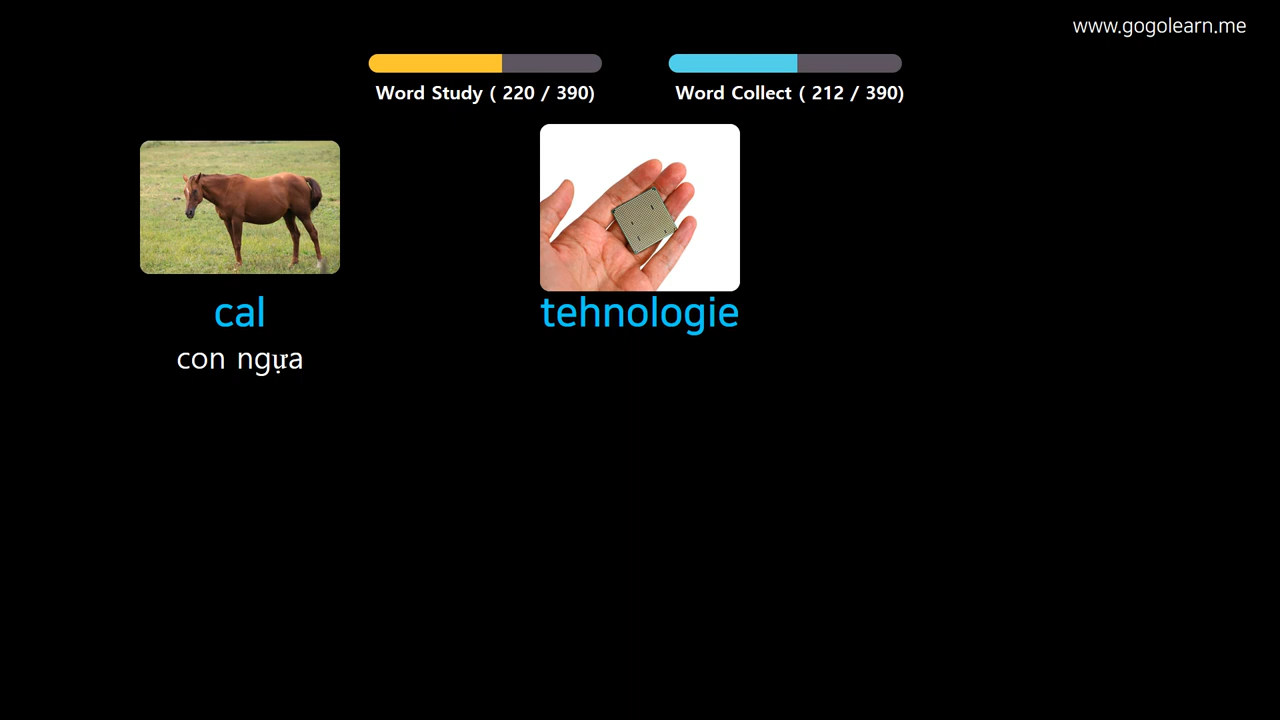 www.gogolearn.me
Word Study ( 220 / 390)
Word Collect ( 212 / 390)
cal
con ngựa
tehnologie